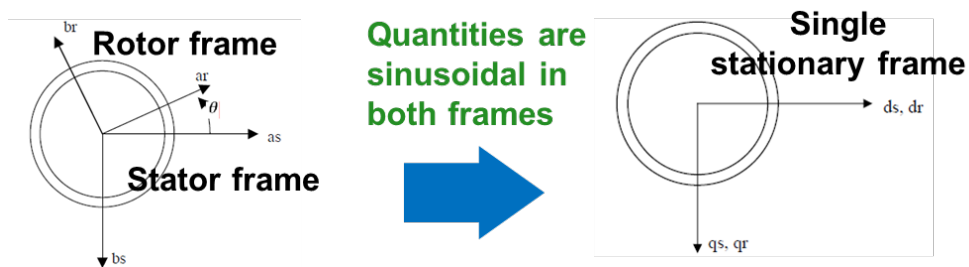 br
Rotor frame
ar
θ
as
Stator frame
bs
Quantities are
sinusoidal in
both frames
Single
stationary frame
ds, dr
qs, qr